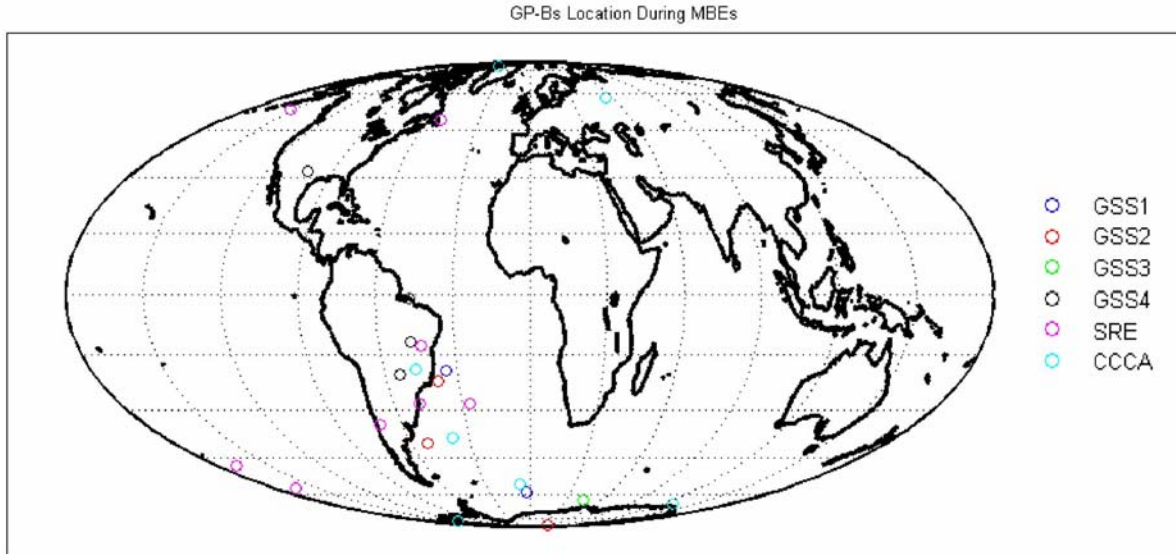 GP-Bs Location During MBEs
GSS1
GSS2
GSS3
GSS4
SRE
CCCA